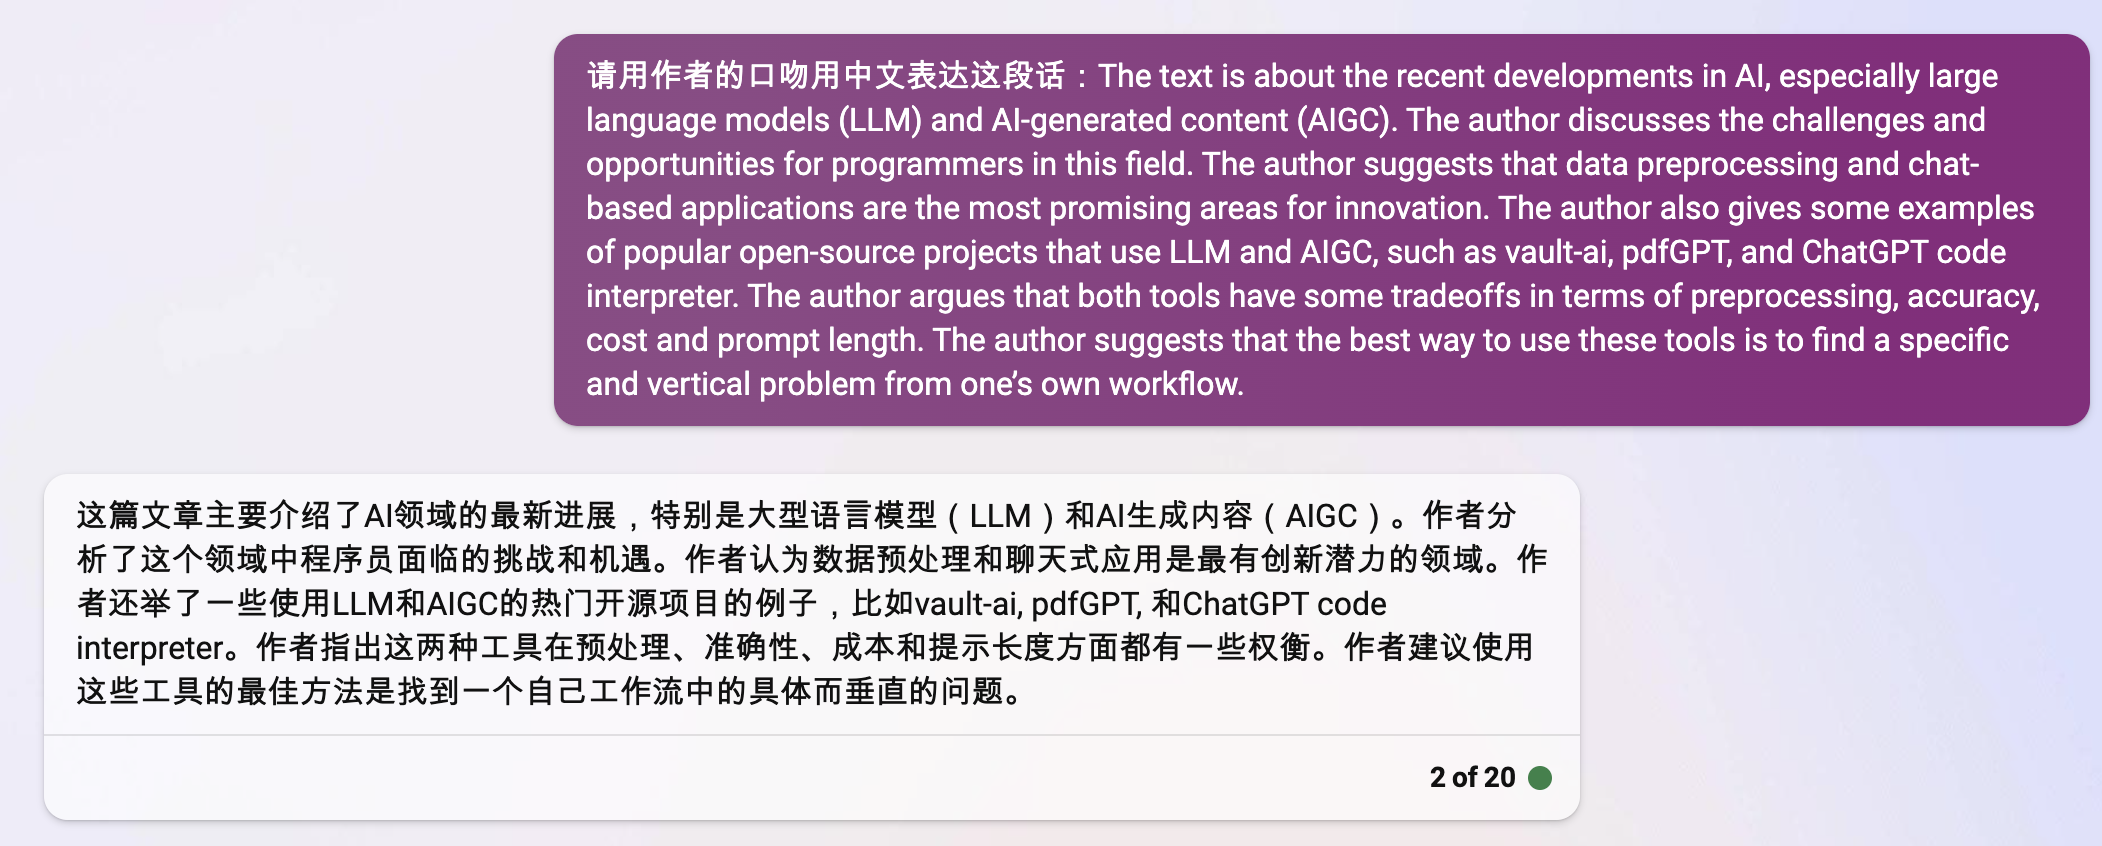 请用作者的口吻用中文表达这段话：The text is about the recent developments in AI, especially large
language models (LLM) and AI-generated content (AIGC). The author discusses the challenges and
opportunities for programmers in this field. The author suggests that data preprocessing and chat-
based applications are the most promising areas for innovation. The author also gives some examples
of popular open-source projects that use LLM and AIGC, such as vault-ai, pdfGPT, and ChatGPT code
interpreter. The author argues that both tools have some tradeoffs in terms of preprocessing, accuracy,
cost and prompt length. The author suggests that the best way to use these tools is to find a specific
and vertical problem from one’s own workflow.
这篇文章主要介绍了AI领域的最新进展，特别是大型语言模型（LLM）和AI生成内容（AIGC）。作者分
析了这个领域中程序员面临的挑战和机遇。作者认为数据预处理和聊天式应用是最有创新潜力的领域。作
者还举了一些使用LLM和AIGC的热门开源项目的例子，比如vault-ai, pdfGPT, 和ChatGPT code
interpreter。作者指出这两种工具在预处理、准确性、成本和提示长度方面都有一些权衡。作者建议使用
这些工具的最佳方法是找到一个自己工作流中的具体而垂直的问题。
2 of 20